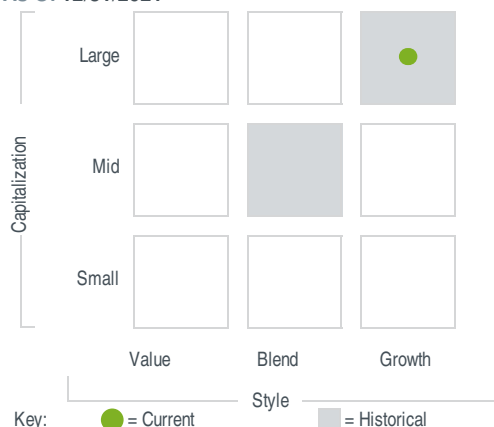 Large
Mid
Capitalization
Small
Value Blend Growth
Style
Key: = Current = Historical